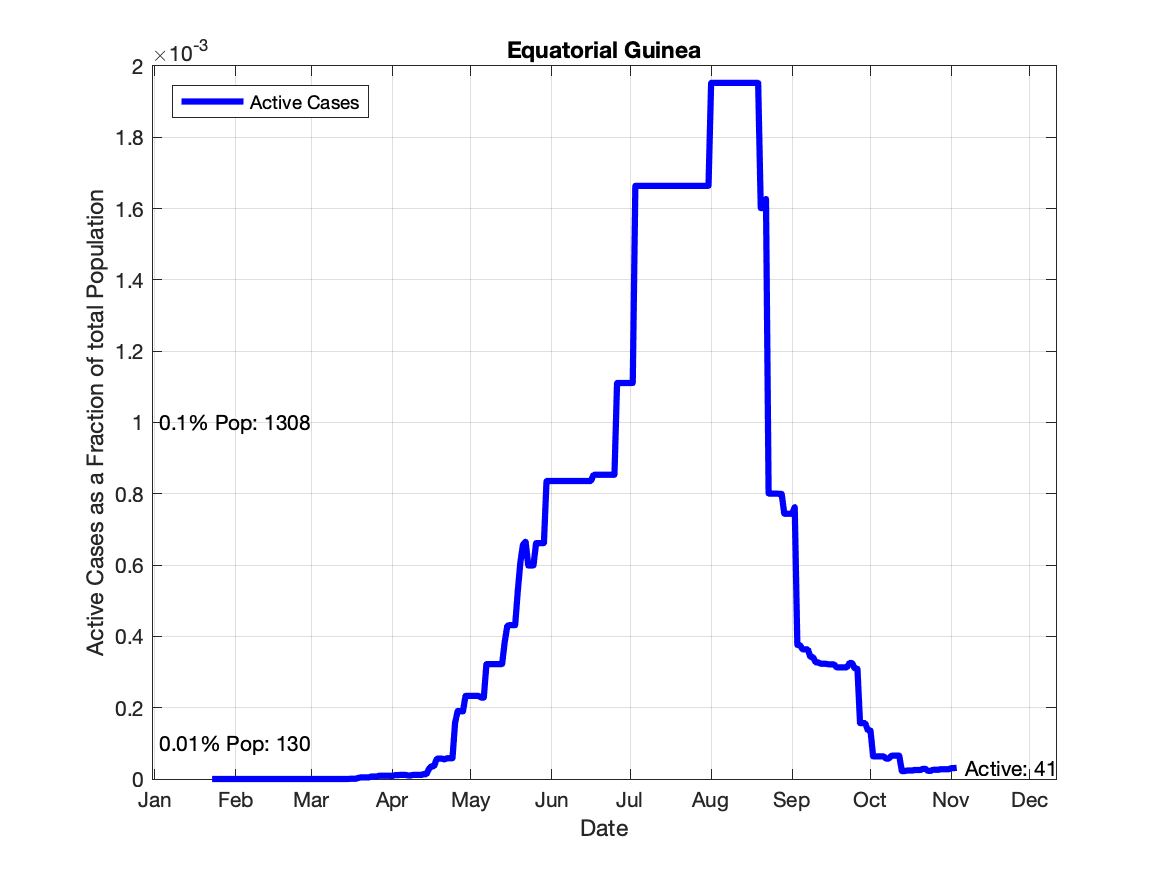 Equatorial Guinea
×10-3
2
1.8
1.6
1.4
1.2
1
0.8
0.6
0.4
0.2
0
Active Cases as a Fraction of total Population
Active Cases
0.1% Pop: 1308
0.01% Pop: 130
Active: 41
Jan Feb Mar Apr May Jun Jul Aug Sep Oct Nov Dec
Date